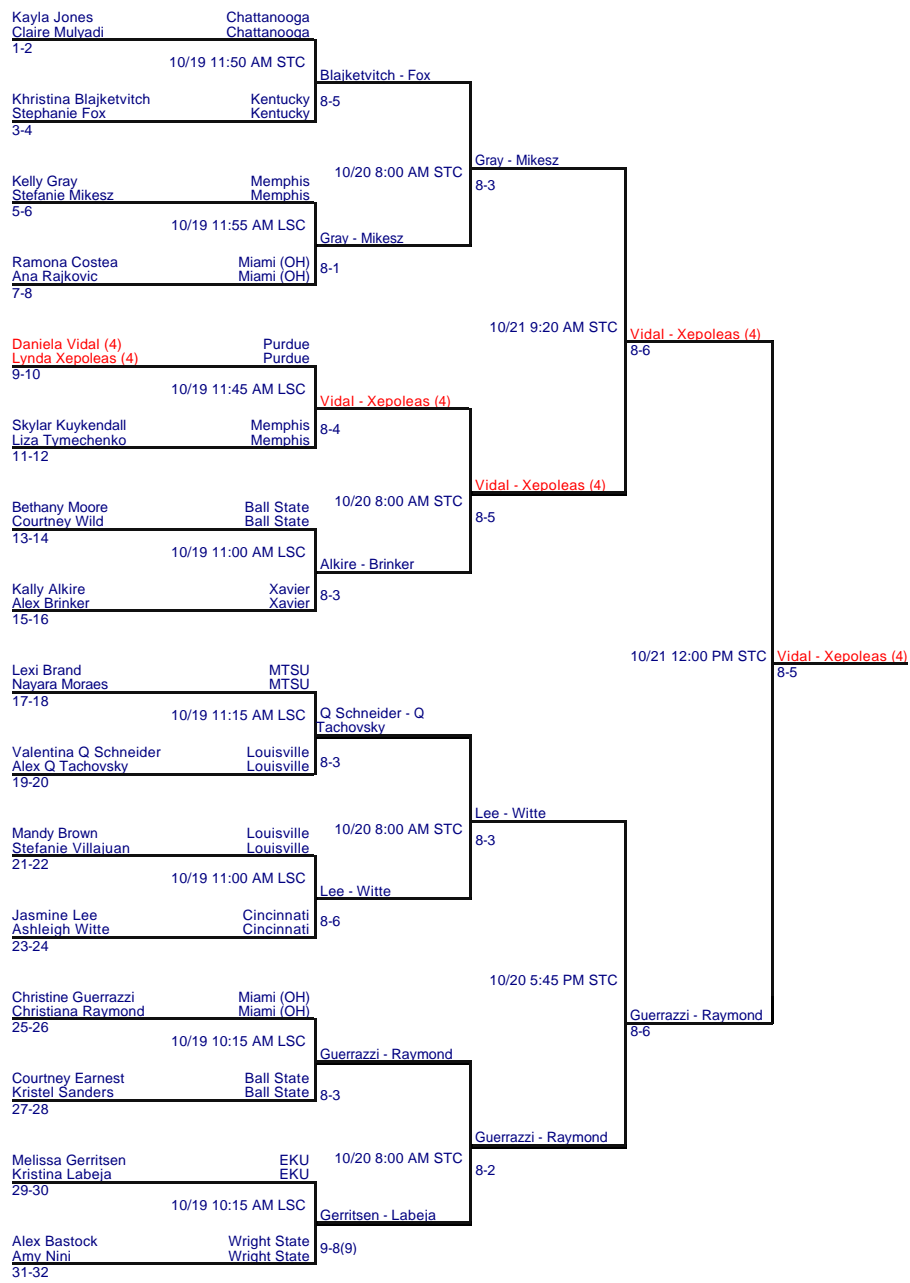 Kayla Jones Chattanooga
Claire Mulyadi Chattanooga
1-2
10/19 11:50 AM STC
Blajketvitch - Fox
Khristina Blajketvitch Kentucky
8-5
Stephanie Fox Kentucky
3-4
Gray - Mikesz
10/20 8:00 AM STC
8-3
Kelly Gray Memphis
Stefanie Mikesz Memphis
5-6
10/19 11:55 AM LSC
Gray - Mikesz
Ramona Costea Miami (OH)
8-1
Ana Rajkovic Miami (OH)
7-8
10/21 9:20 AM STC
Vidal - Xepoleas (4)
8-6
Daniela Vidal (4) Purdue
Lynda Xepoleas (4) Purdue
9-10
10/19 11:45 AM LSC
Vidal - Xepoleas (4)
Skylar Kuykendall Memphis
8-4
Liza Tymechenko Memphis
11-12
Vidal - Xepoleas (4)
10/20 8:00 AM STC
8-5
Bethany Moore Ball State
Courtney Wild Ball State
13-14
10/19 11:00 AM LSC
Alkire - Brinker
Kally Alkire Xavier
8-3
Alex Brinker Xavier
15-16
10/21 12:00 PM STC
Vidal - Xepoleas (4)
8-5
Lexi Brand MTSU
Nayara Moraes MTSU
17-18
10/19 11:15 AM LSC
Q Schneider - Q
Tachovsky
Valentina Q Schneider Louisville
8-3
Alex Q Tachovsky Louisville
19-20
Lee - Witte
10/20 8:00 AM STC
8-3
Mandy Brown Louisville
Stefanie Villajuan Louisville
21-22
10/19 11:00 AM LSC
Lee - Witte
Jasmine Lee Cincinnati
8-6
Ashleigh Witte Cincinnati
23-24
10/20 5:45 PM STC
Guerrazzi - Raymond
8-6
Christine Guerrazzi Miami (OH)
Christiana Raymond Miami (OH)
25-26
10/19 10:15 AM LSC
Guerrazzi - Raymond
Courtney Earnest Ball State
8-3
Kristel Sanders Ball State
27-28
Guerrazzi - Raymond
10/20 8:00 AM STC
8-2
Melissa Gerritsen EKU
Kristina Labeja EKU
29-30
10/19 10:15 AM LSC
Gerritsen - Labeja
Alex Bastock Wright State
9-8(9)
Amy Nini Wright State
31-32